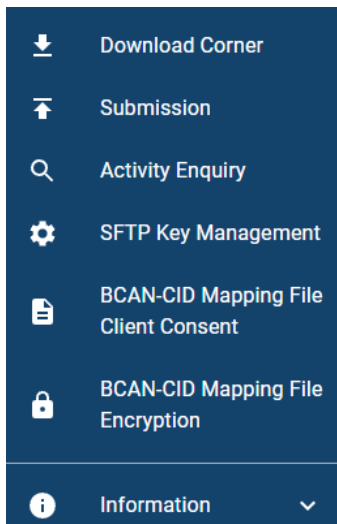 Download Corner
Submission
Activity Enquiry
SFTP Key Management
BCAN-CID Mapping File
Client Consent
BCAN-CID Mapping File
Encryption
Information